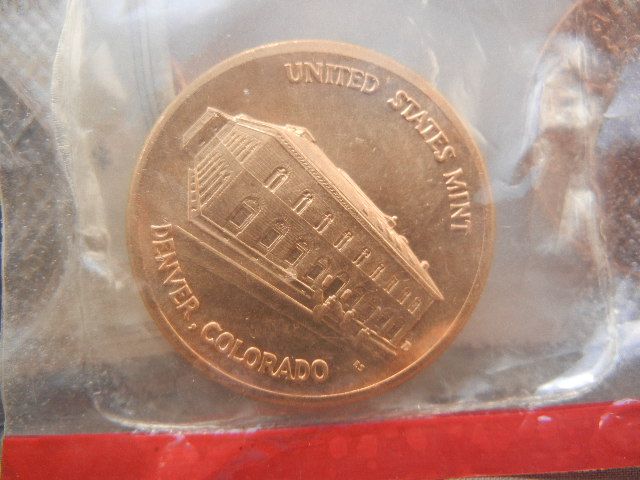 UNITED STATES MINT
DENVER, COLORADO